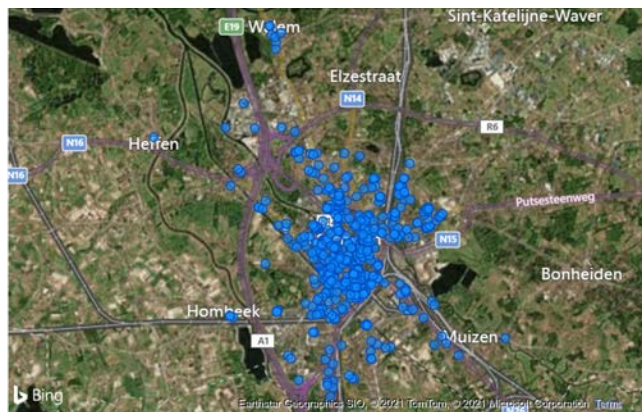 Walem
Sint-Katelijne-Waver
E19
Elzestraat
N14
R6
N16
Heffen
N16
Putsesteenweg
N15
Bonheiden
Hombeek
A1
Muizen
Bing
Earthstar Geographics SIO, © 2021 TomTom, © 2021 Microsoft Corporation Terms